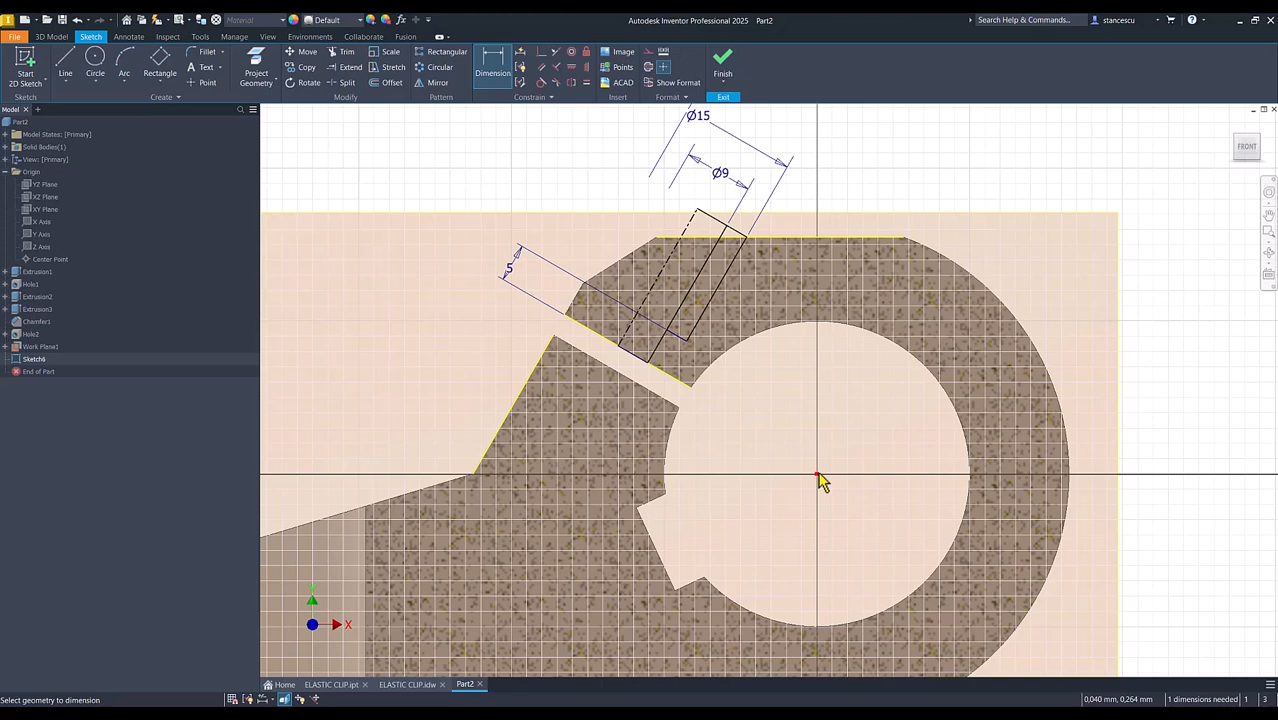 Material
Default
Autodesk Inventor Professional 2025 Part2
Search Help & Commands...
stancescu
File
3D Model
Sketch
Annotate
Inspect
Tools
Manage
View
Environments
Collaborate
Fusion
Start
2D Sketch
Line
Circle
Arc
Rectangle
Fillet
Text
Point
Project
Geometry
Move
Copy
Rotate
Trim
Extend
Split
Scale
Stretch
Offset
Rectangular
Circular
Mirror
Dimension
Image
Points
ACAD
Show Format
Finish
Create
Modify
Pattern
Constrain
Insert
Format
Exit
Model
Part2
Model States: [Primary]
Solid Bodies(1)
View: [Primary]
Origin
YZ Plane
XZ Plane
XY Plane
X Axis
Y Axis
Z Axis
Center Point
Extrusion1
Hole1
Extrusion2
Extrusion3
Chamfer1
Hole2
Work Plane1
Sketch6
End of Part
Ø15
Ø9
5
FRONT
Y
X
Home
ELASTIC CLIP.ipt
ELASTIC CLIP.idw
Part2
Select geometry to dimension
0,040 mm, 0,264 mm
1 dimensions needed
1
3